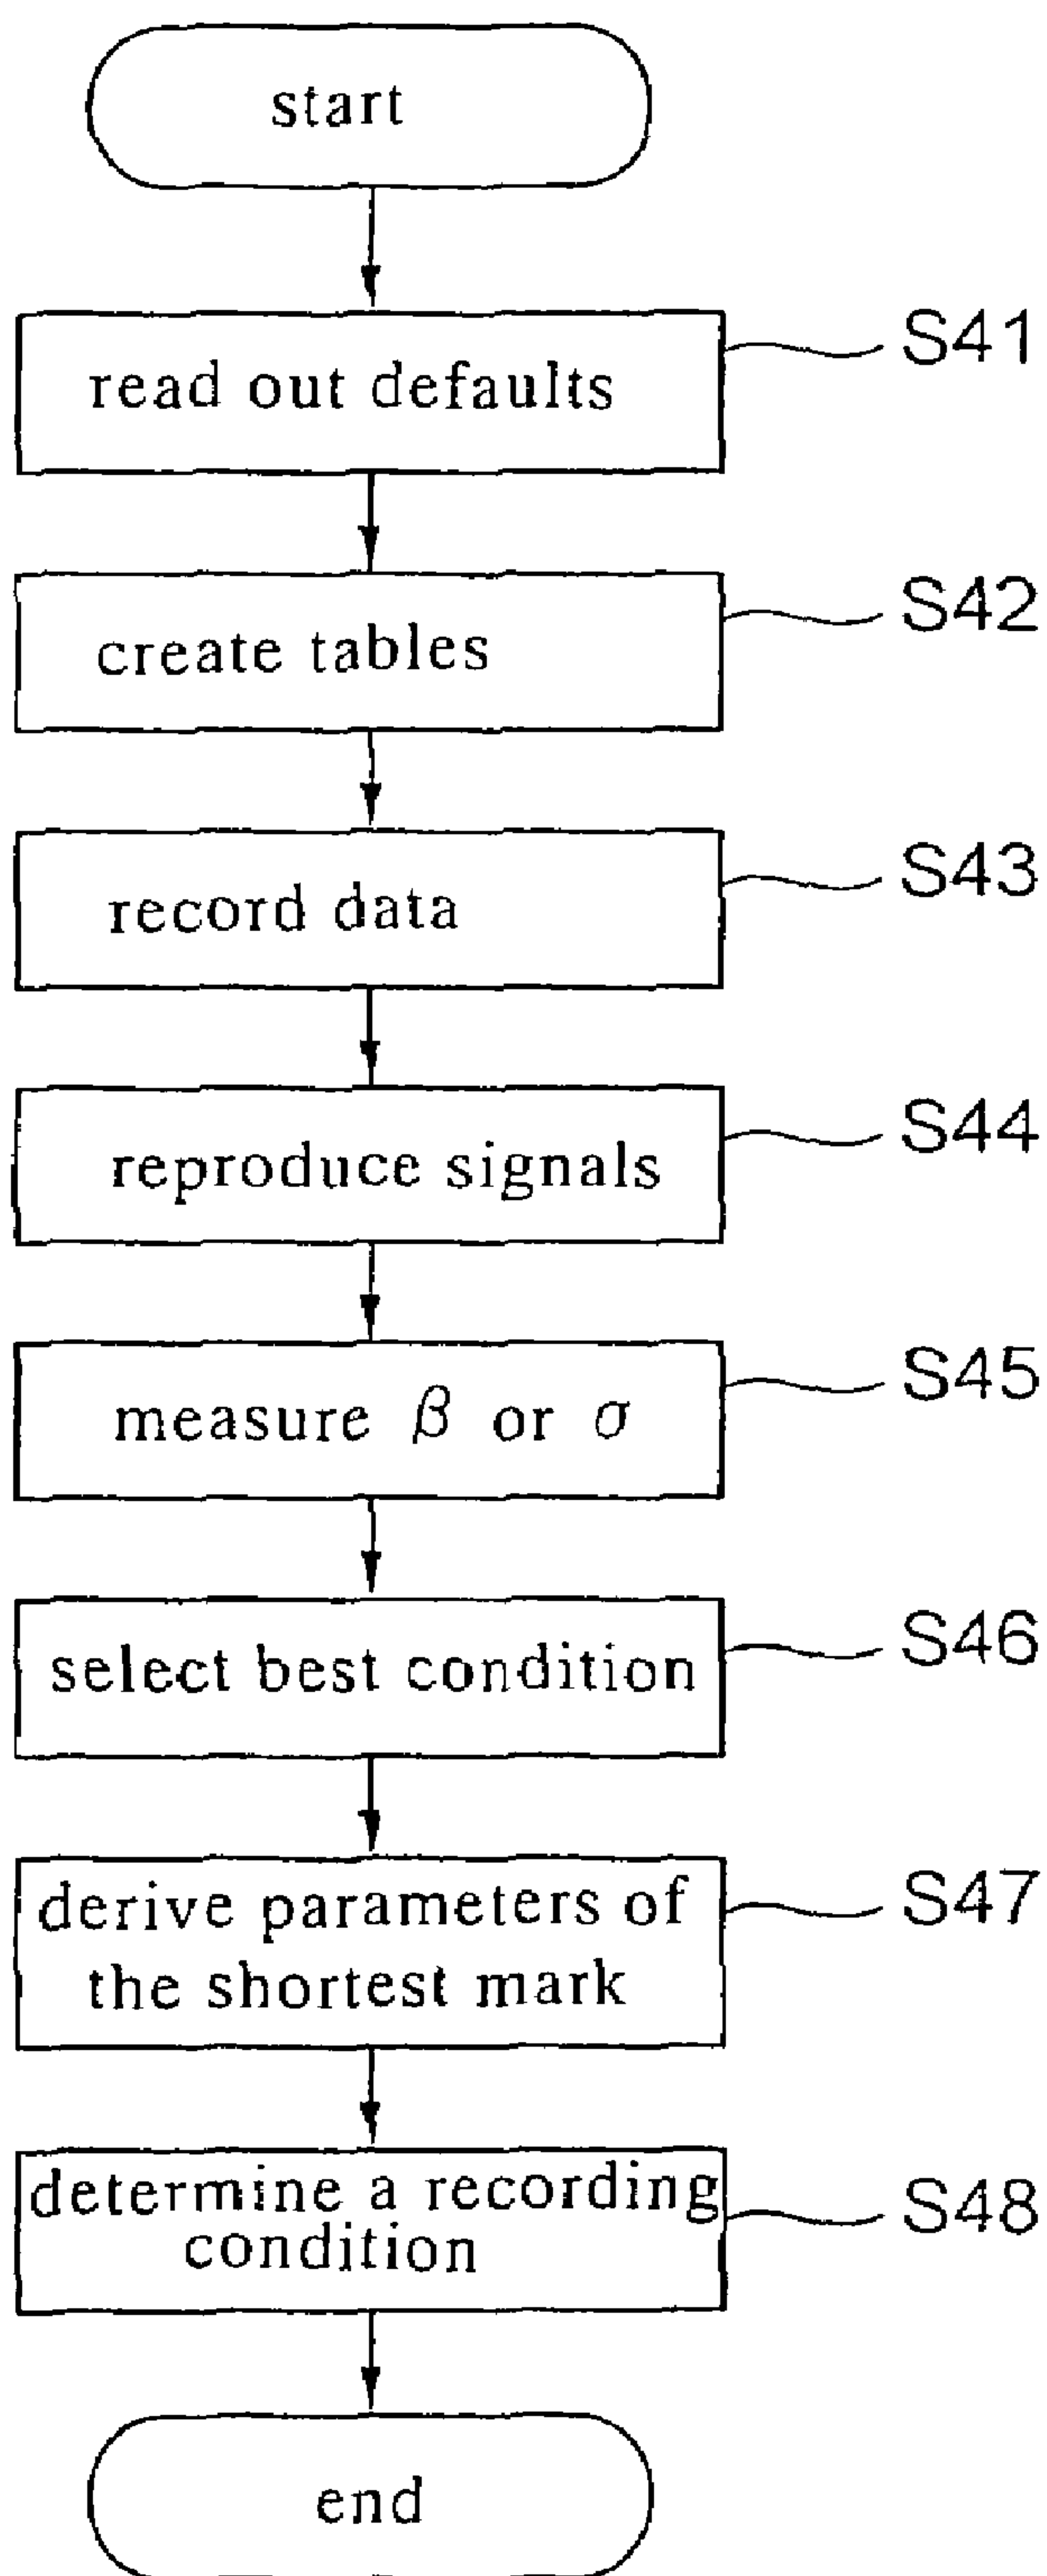 start
read out defaults
S41
create tables
S42
record data
S43
reproduce signals
S44
measure β or σ
S45
select best condition
S46
derive parameters of
the shortest mark
S47
determine a recording
condition
S48
end